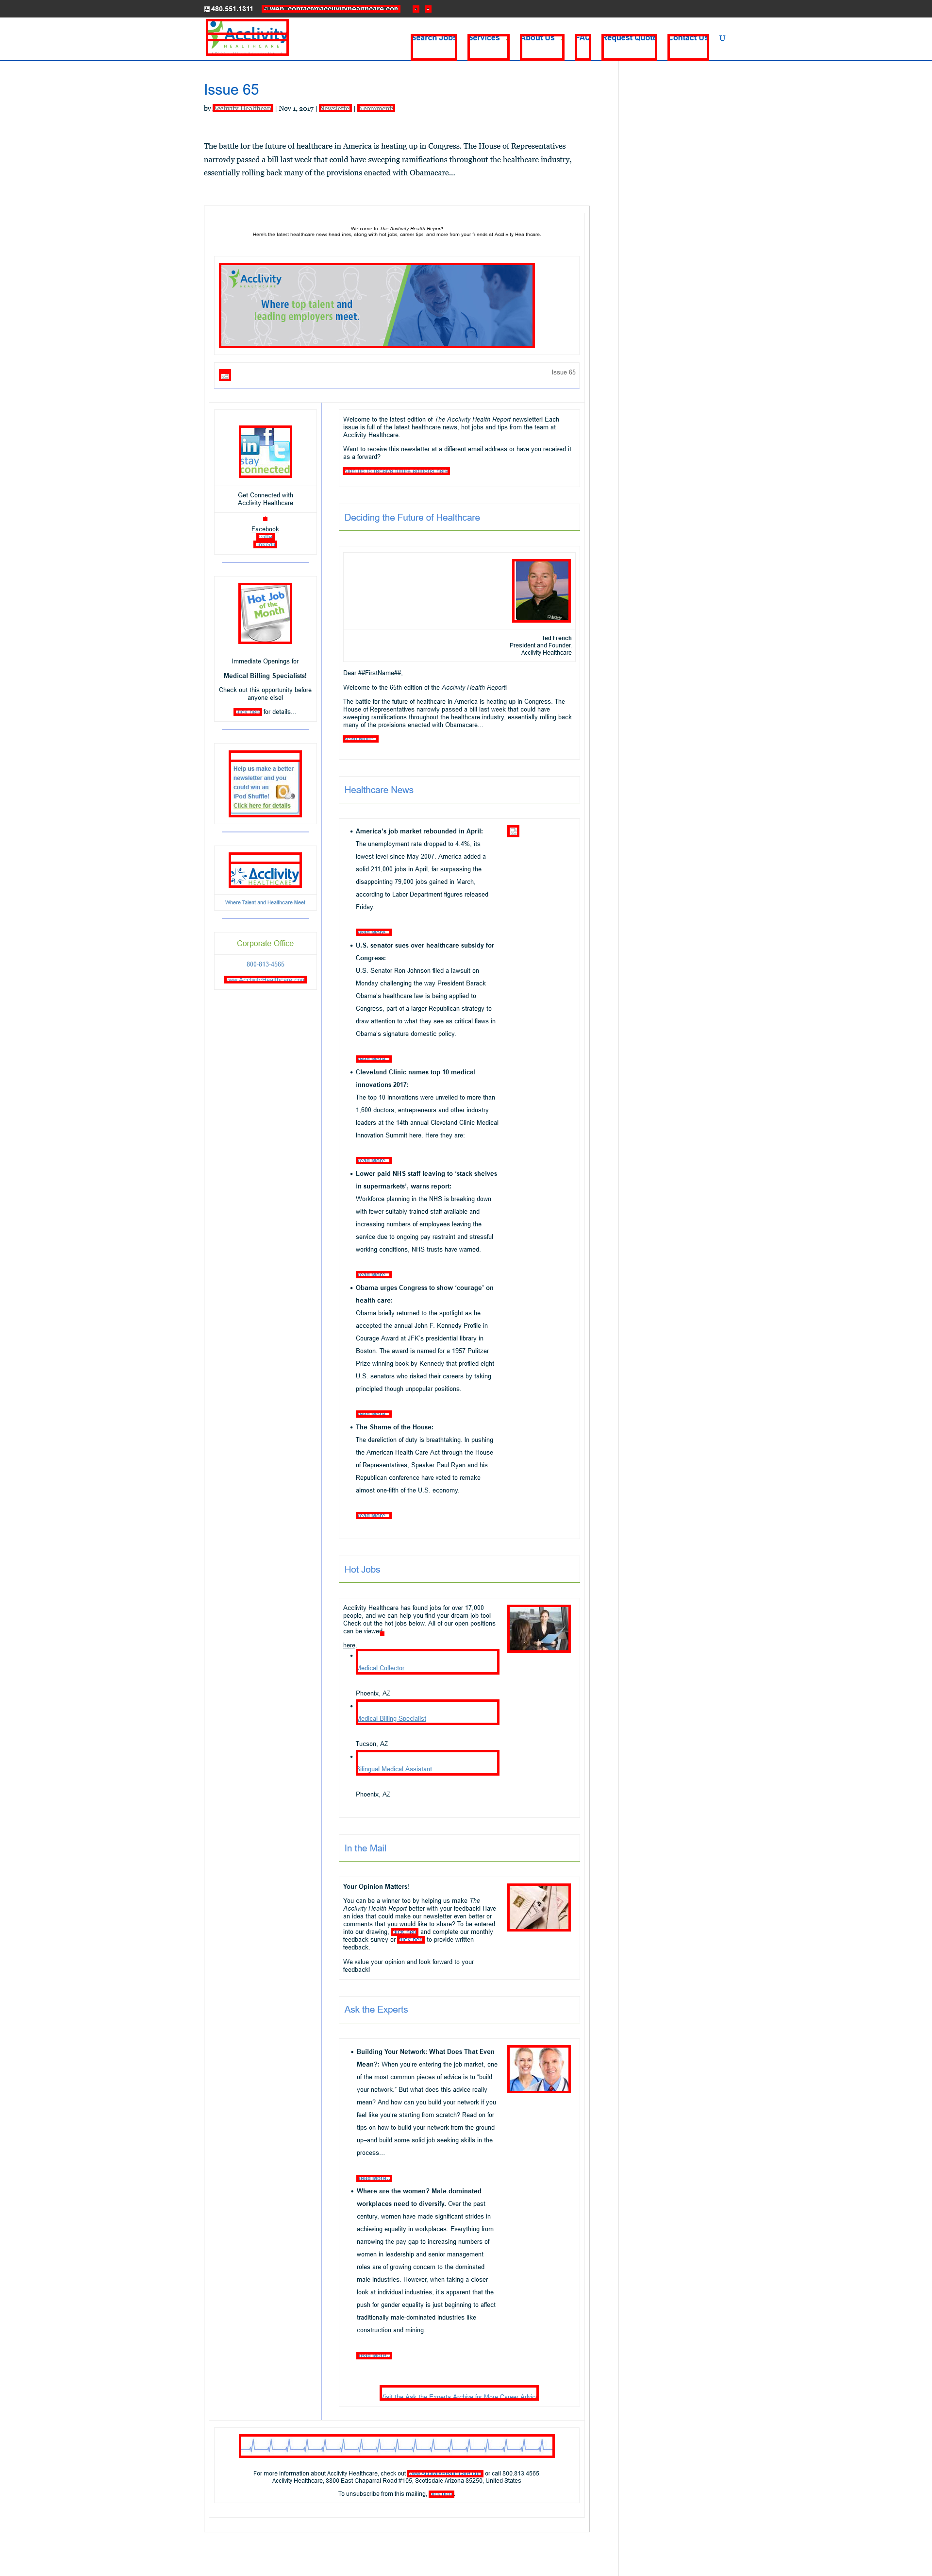 480.551.1311
Acclivity
HEALTHCARE
Search Jobs Services About Us FAQ Request Quote Contact Us U
Issue 65
by Acclivity Healthcare | Nov 1, 2017 | Newsletter |
The battle for the future of healthcare in America is heating up in Congress. The House of Representatives
narrowly passed a bill last week that could have sweeping ramifications throughout the healthcare industry,
essentially rolling back many of the provisions enacted with Obamacare...
Welcome to The Acclivity Health Report!
Here's the latest healthcare news headlines, along with hot jobs, career tips, and more from your friends at Acclivity Healthcare.
Acclivity
HEALTHCARE
Where top talent and
leading employers meet.
Issue 65
stay
connected
Get Connected with
Acclivity Healthcare
Facebook
Hot Job
of the
Month
Immediate Openings for
Medical Billing Specialists!
Check out this opportunity before
anyone else!
for details...
Help us make a better
newsletter and you
could win an
iPod Shuffle!
Click here for details
Acclivity
HEALTHCARE
Where Talent and Healthcare Meet
Corporate Office
800-813-4565
Welcome to the latest edition of The Acclivity Health Report newsletter! Each
issue is full of the latest healthcare news, hot jobs and tips from the team at
Acclivity Healthcare.
Want to receive this newsletter at a different email address or have you received it
as a forward?
Deciding the Future of Healthcare
Ted French
President and Founder,
Acclivity Healthcare
Dear ##FirstName##,
Welcome to the 65th edition of the Acclivity Health Report!
The battle for the future of healthcare in America is heating up in Congress. The
House of Representatives narrowly passed a bill last week that could have
sweeping ramifications throughout the healthcare industry, essentially rolling back
many of the provisions enacted with Obamacare...
Healthcare News
America's job market rebounded in April:
The unemployment rate dropped to 4.4%, its
lowest level since May 2007. America added a
solid 211,000 jobs in April, far surpassing the
disappointing 79,000 jobs gained in March,
according to Labor Department figures released
Friday.
U.S. senator sues over healthcare subsidy for
Congress:
U.S. Senator Ron Johnson filed a lawsuit on
Monday challenging the way President Barack
Obama's healthcare law is being applied to
Congress, part of a larger Republican strategy to
draw attention to what they see as critical flaws in
Obama's signature domestic policy.
Cleveland Clinic names top 10 medical
innovations 2017:
The top 10 innovations were unveiled to more than
1,600 doctors, entrepreneurs and other industry
leaders at the 14th annual Cleveland Clinic Medical
Innovation Summit here. Here they are:
Lower paid NHS staff leaving to 'stack shelves
in supermarkets', warns report:
Workforce planning in the NHS is breaking down
with fewer suitably trained staff available and
increasing numbers of employees leaving the
service due to ongoing pay restraint and stressful
working conditions, NHS trusts have warned.
Obama urges Congress to show 'courage' on
health care:
Obama briefly returned to the spotlight as he
accepted the annual John F. Kennedy Profile in
Courage Award at JFK's presidential library in
Boston. The award is named for a 1957 Pulitzer
Prize-winning book by Kennedy that profiled eight
U.S. senators who risked their careers by taking
principled though unpopular positions.
The Shame of the House:
The dereliction of duty is breathtaking. In pushing
the American Health Care Act through the House
of Representatives, Speaker Paul Ryan and his
Republican conference have voted to remake
almost one-fifth of the U.S. economy.
Hot Jobs
Acclivity Healthcare has found jobs for over 17,000
people, and we can help you find your dream job too!
Check out the hot jobs below. All of our open positions
can be viewed
here
Medical Collector
Phoenix, AZ
Medical Billing Specialist
Tucson, AZ
Bilingual Medical Assistant
Phoenix, AZ
In the Mail
Your Opinion Matters!
You can be a winner too by helping us make The
Acclivity Health Report better with your feedback! Have
an idea that could make our newsletter even better or
comments that you would like to share? To be entered
into our drawing, click here and complete our monthly
feedback survey or click here to provide written
feedback.
We value your opinion and look forward to your
feedback!
Ask the Experts
Building Your Network: What Does That Even
Mean?: When you're entering the job market, one
of the most common pieces of advice is to "build
your network." But what does this advice really
mean? And how can you build your network if you
feel like you're starting from scratch? Read on for
tips on how to build your network from the ground
up–and build some solid job seeking skills in the
process...
Where are the women? Male-dominated
workplaces need to diversify. Over the past
century, women have made significant strides in
achieving equality in workplaces. Everything from
narrowing the pay gap to increasing numbers of
women in leadership and senior management
roles are of growing concern to the dominated
male industries. However, when taking a closer
look at individual industries, it's apparent that the
push for gender equality is just beginning to affect
traditionally male-dominated industries like
construction and mining.
Visit the Ask the Experts Archive for More Career Advice
For more information about Acclivity Healthcare, check out or call 800.813.4565.
Acclivity Healthcare, 8800 East Chaparral Road #105, Scottsdale Arizona 85250, United States
To unsubscribe from this mailing,